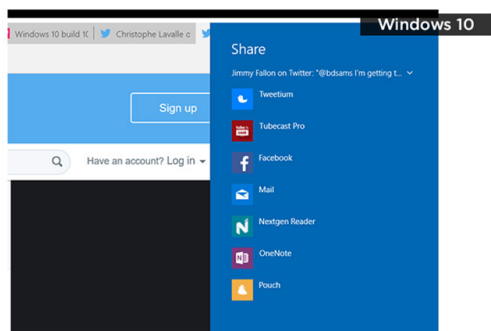 Windows 10
Windows 10 build 1(
Christophe Lavalle c
Share
Jimmy Fallon on Twitter: "@bdsams I'm getting t...
Sign up
Have an account? Log in
Tweetium
Tubecast Pro
Facebook
Mail
Nextgen Reader
OneNote
Pouch